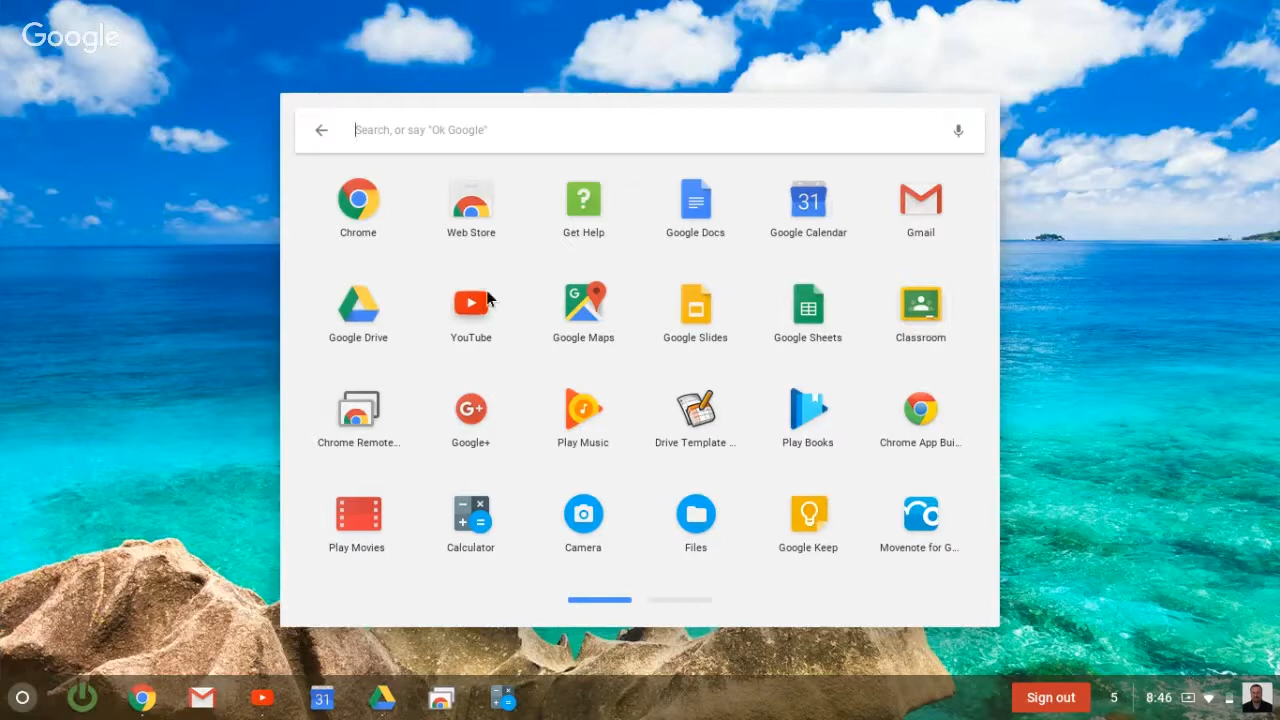 Google
Search, or say "Ok Google"
Chrome
Web Store
Get Help
Google Docs
31
Google Calendar
Gmail
Google Drive
YouTube
G
Google Maps
Google Slides
Google Sheets
Classroom
Chrome Remote...
G+
Google+
Play Music
Drive Template ...
Play Books
Chrome App Bui...
Play Movies
Calculator
Camera
Files
Google Keep
Movenote for G...
31
Sign out
5
8:46